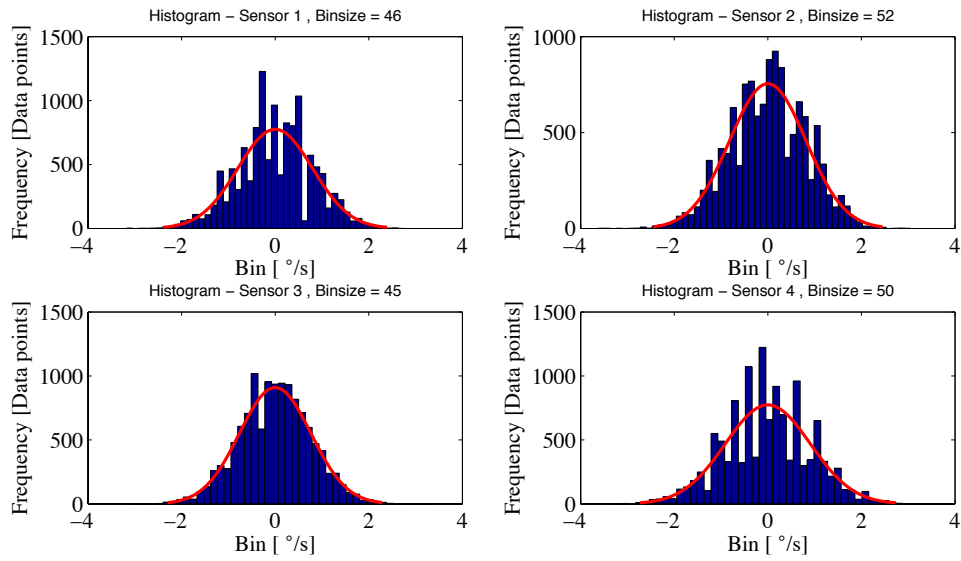 Histogram − Sensor 1 , Binsize = 46
Frequency [Data points]
1500
1000
500
0
−4
−2
0
2
4
Bin [ °/s]
Histogram − Sensor 2 , Binsize = 52
Frequency [Data points]
1000
500
0
−4
−2
0
2
4
Bin [ °/s]
Histogram − Sensor 3 , Binsize = 45
Frequency [Data points]
1500
1000
500
0
−4
−2
0
2
4
Bin [ °/s]
Histogram − Sensor 4 , Binsize = 50
Frequency [Data points]
1500
1000
500
0
−4
−2
0
2
4
Bin [ °/s]